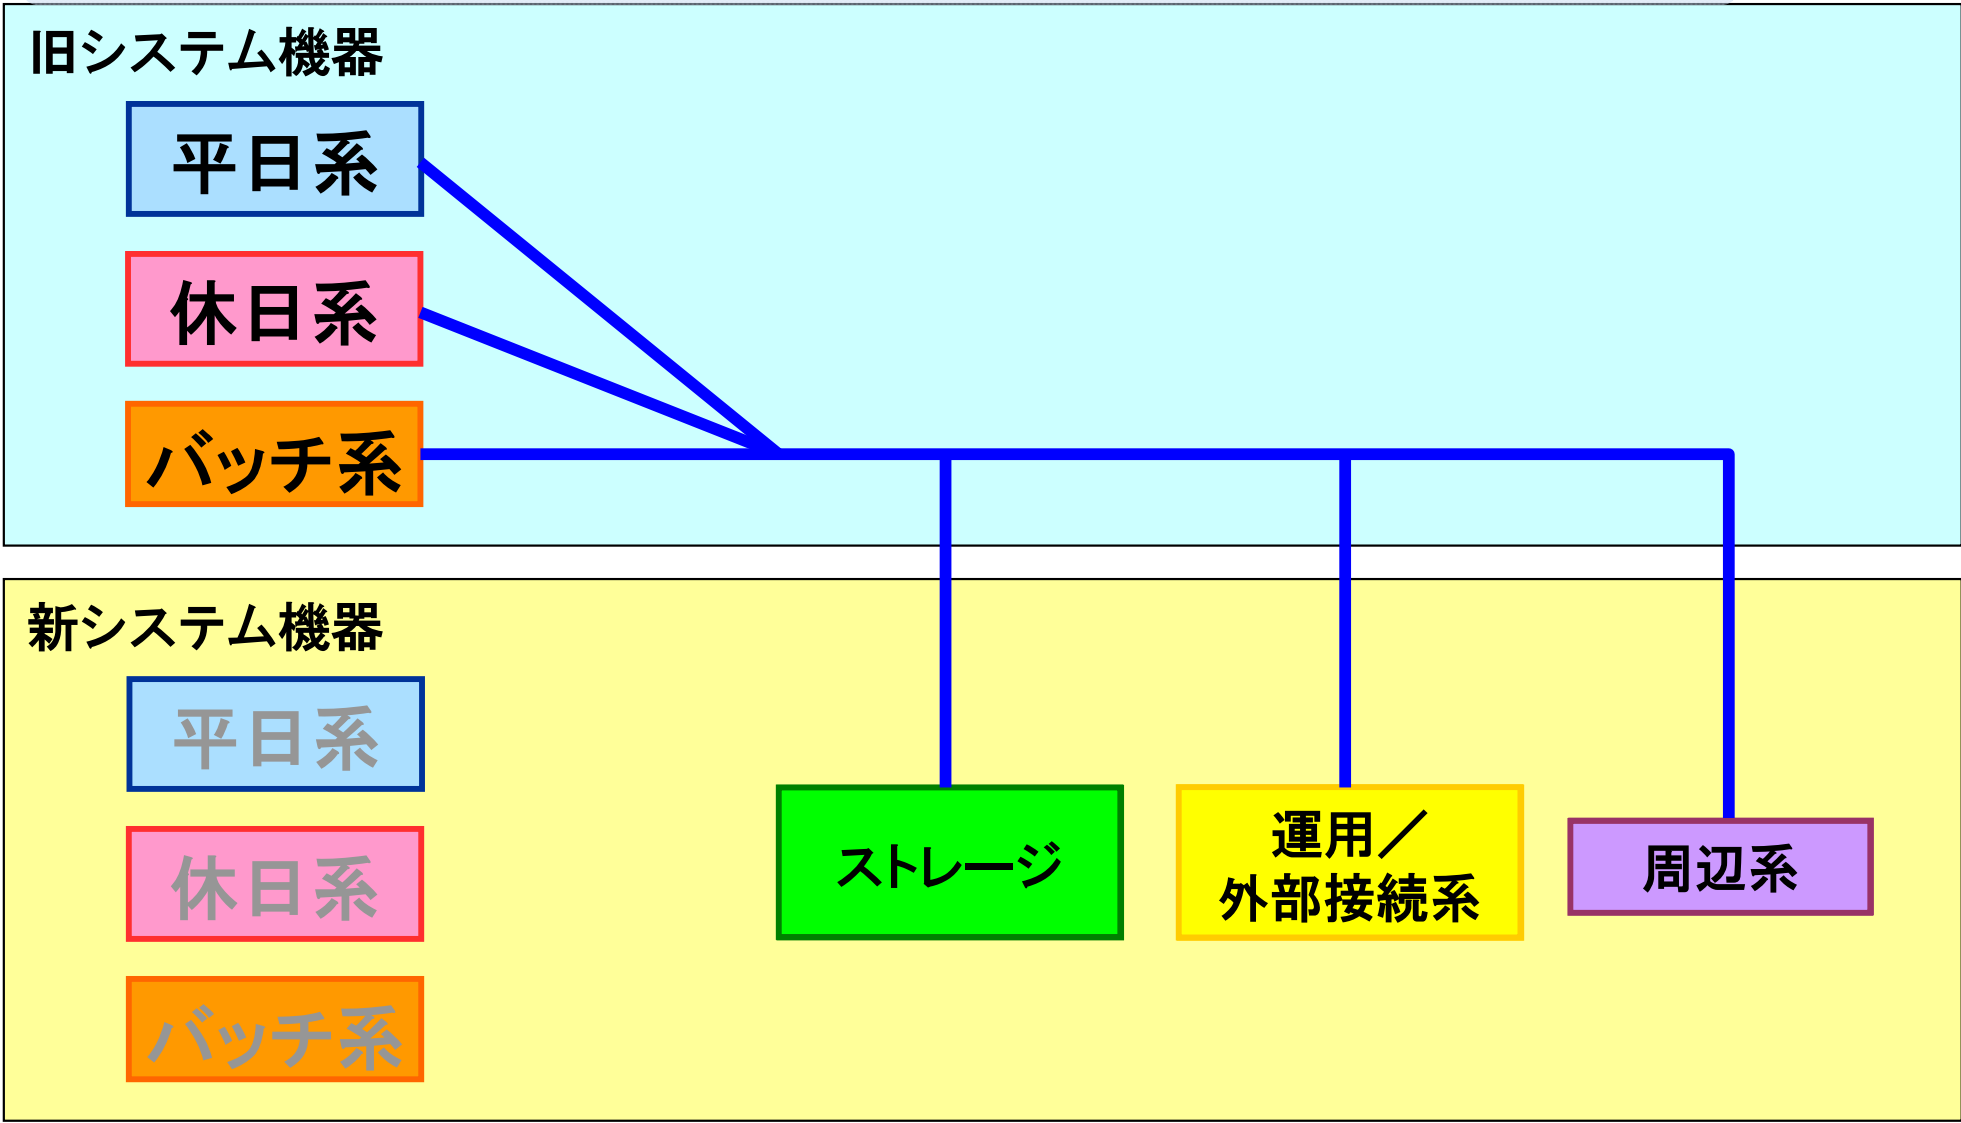 旧システム機器
平日系
休日系
バッチ系
新システム機器
平日系
休日系
バッチ系
ストレージ
運用／
外部接続系
周辺系